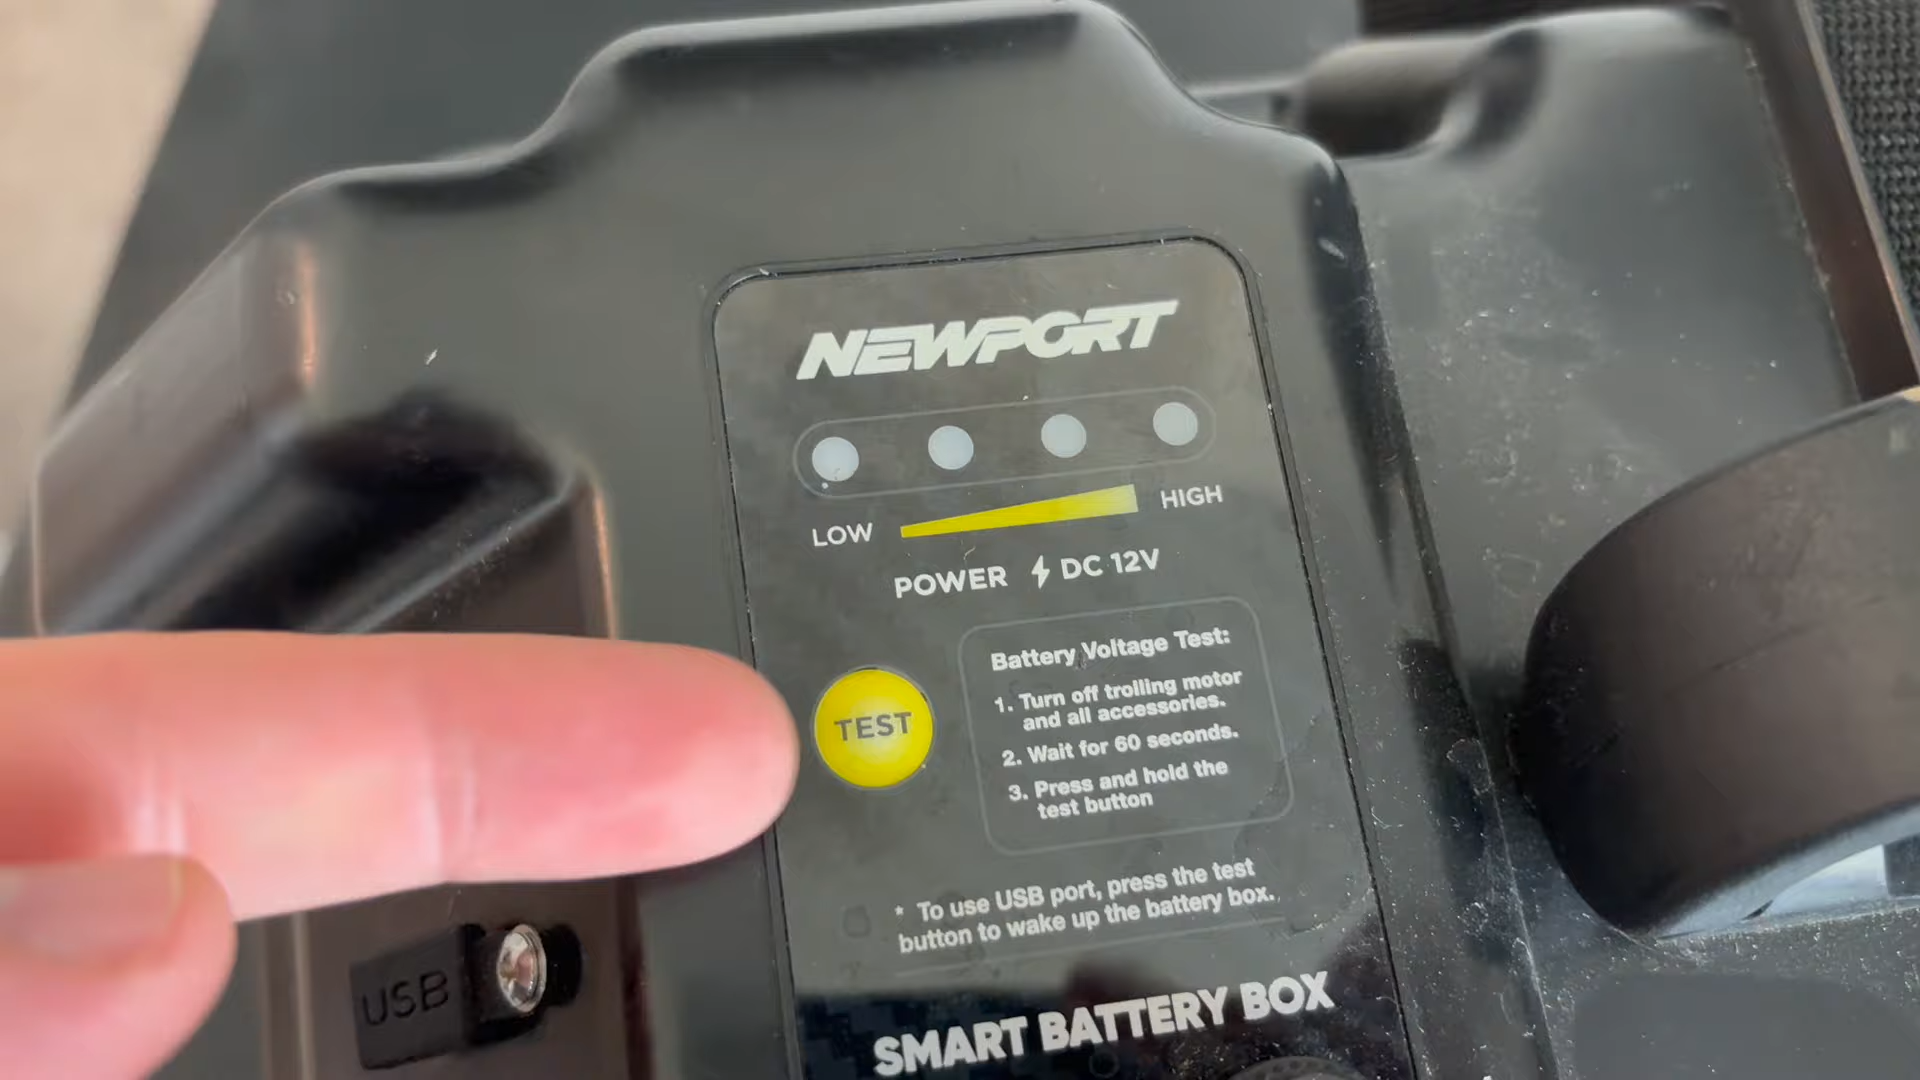 NEWPORT
LOW HIGH
POWER DC 12V
TEST
Battery Voltage Test:
1. Turn off trolling motor
and all accessories.
2. Wait for 60 seconds.
3. Press and hold the
test button
* To use USB port, press the test
button to wake up the battery box.
USB
SMART BATTERY BOX